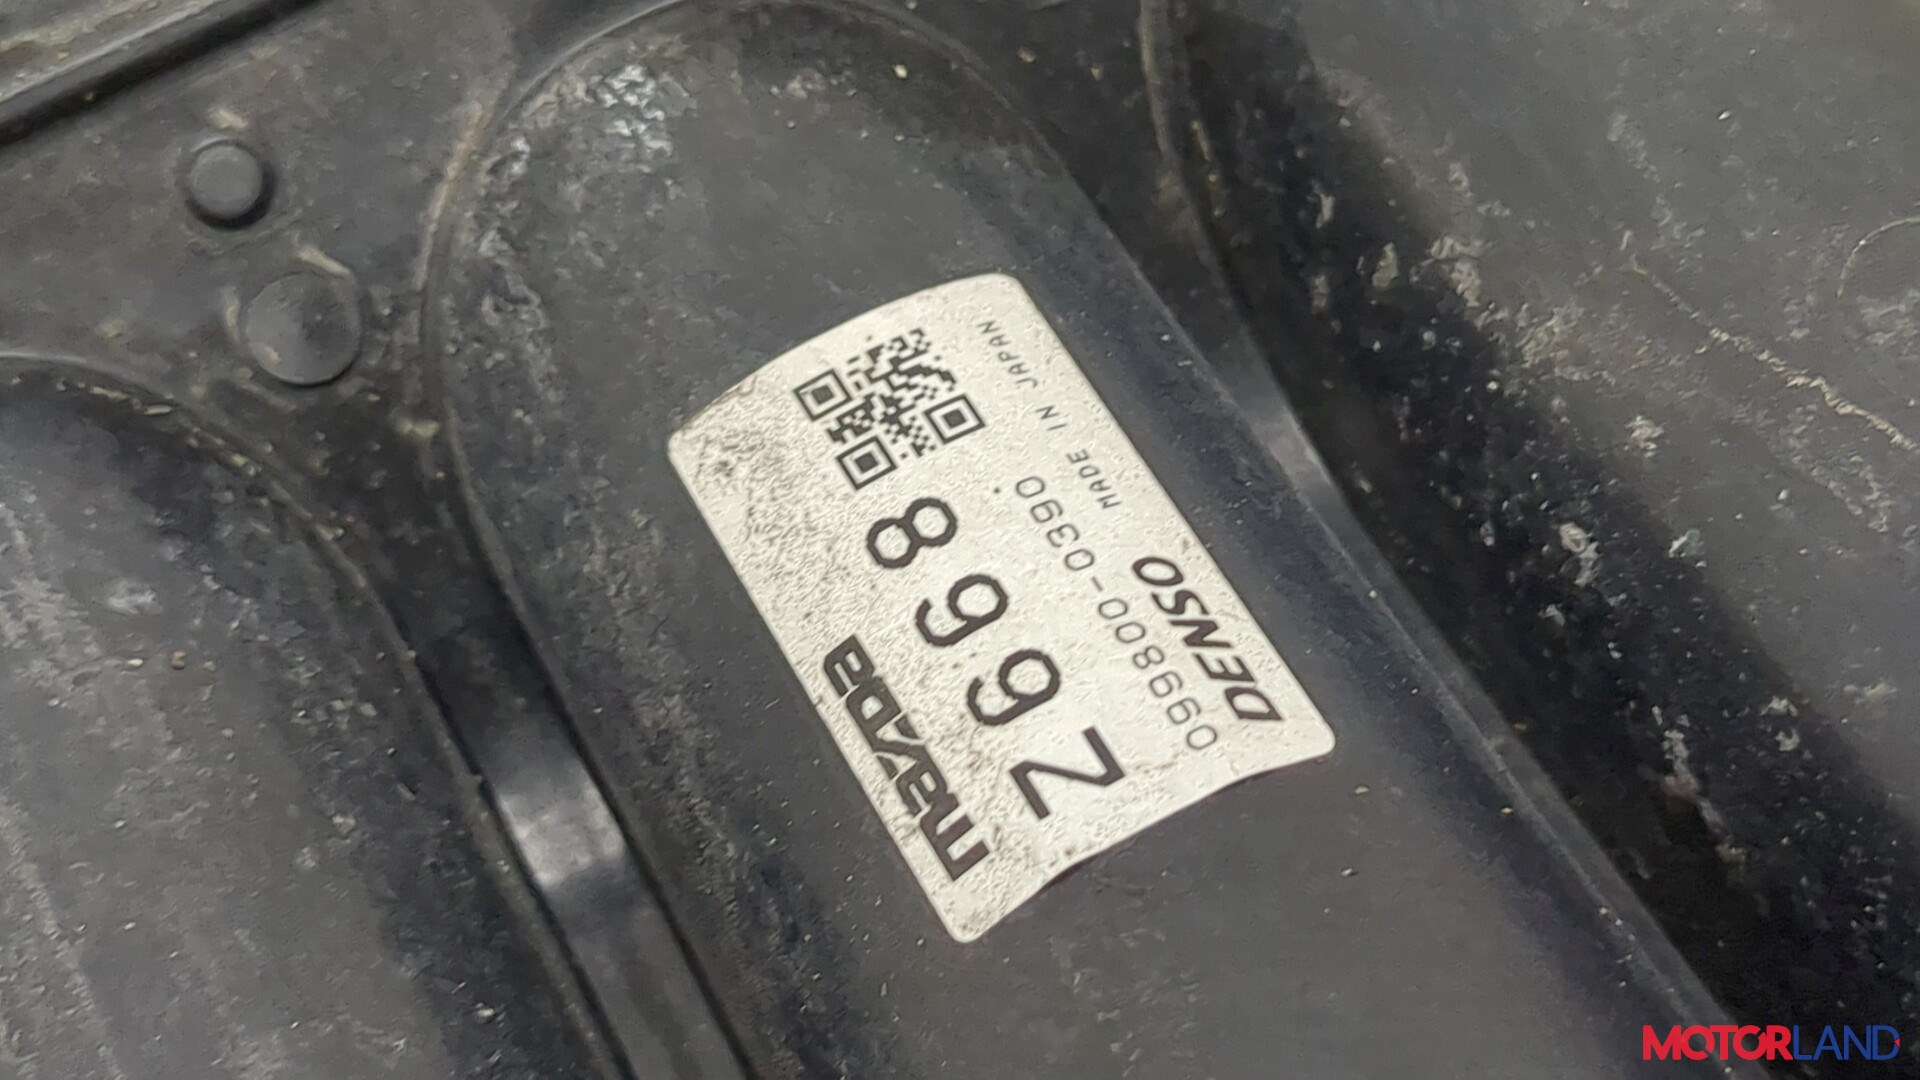 mazda
Z668
099800-0390
DENSO MADE IN JAPAN.
MOTORLAND